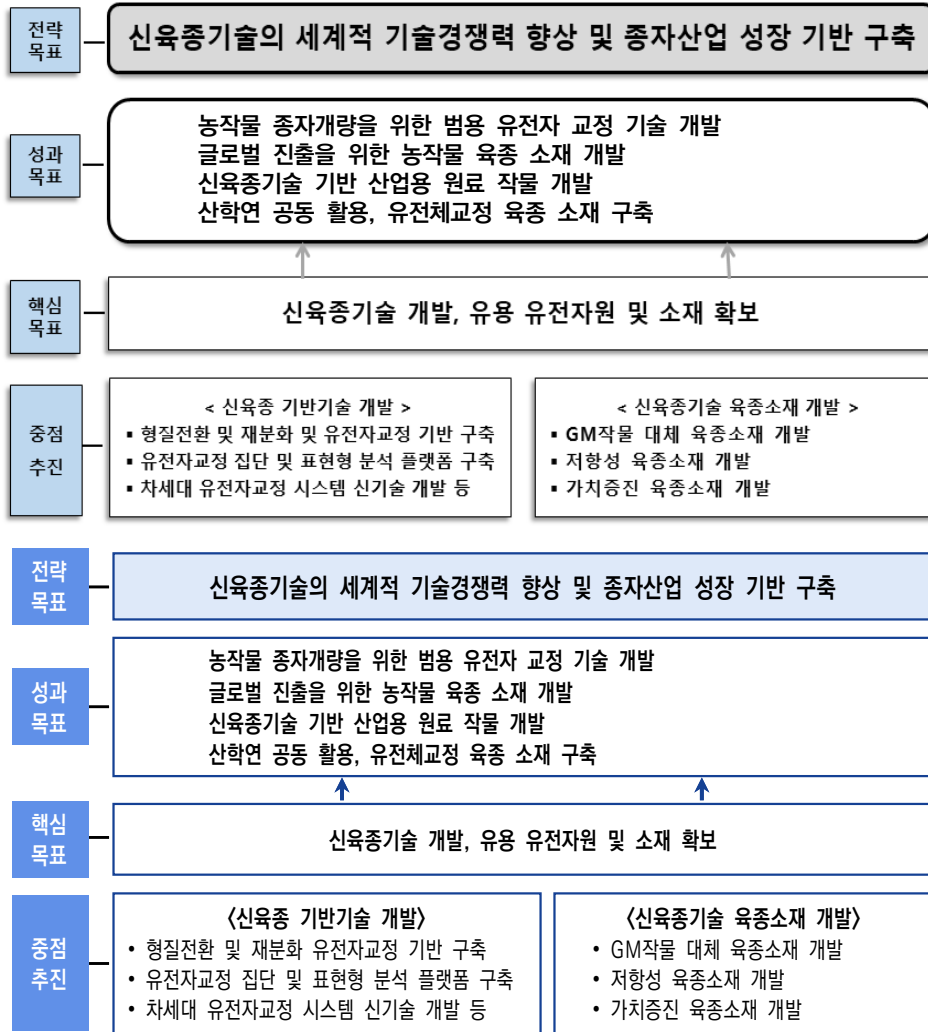 전략
목표
신육종기술의 세계적 기술경쟁력 향상 및 종자산업 성장 기반 구축
성과
목표
농작물 종자개량을 위한 범용 유전자 교정 기술 개발
글로벌 진출을 위한 농작물 육종 소재 개발
신육종기술 기반 산업용 원료 작물 개발
산학연 공동 활용, 유전체교정 육종 소재 구축
핵심
목표
신육종기술 개발, 유용 유전자원 및 소재 확보
중점
추진
< 신육종 기반기술 개발 >
▪ 형질전환 및 재분화 및 유전자교정 기반 구축
▪ 유전자교정 집단 및 표현형 분석 플랫폼 구축
▪ 차세대 유전자교정 시스템 신기술 개발 등
< 신육종기술 육종소재 개발 >
▪ GM작물 대체 육종소재 개발
▪ 저항성 육종소재 개발
▪ 가치증진 육종소재 개발
전략
목표
신육종기술의 세계적 기술경쟁력 향상 및 종자산업 성장 기반 구축
성과
목표
농작물 종자개량을 위한 범용 유전자 교정 기술 개발
글로벌 진출을 위한 농작물 육종 소재 개발
신육종기술 기반 산업용 원료 작물 개발
산학연 공동 활용, 유전체교정 육종 소재 구축
핵심
목표
신육종기술 개발, 유용 유전자원 및 소재 확보
중점
추진
〈신육종 기반기술 개발〉
• 형질전환 및 재분화 유전자교정 기반 구축
• 유전자교정 집단 및 표현형 분석 플랫폼 구축
• 차세대 유전자교정 시스템 신기술 개발 등
〈신육종기술 육종소재 개발〉
• GM작물 대체 육종소재 개발
• 저항성 육종소재 개발
• 가치증진 육종소재 개발